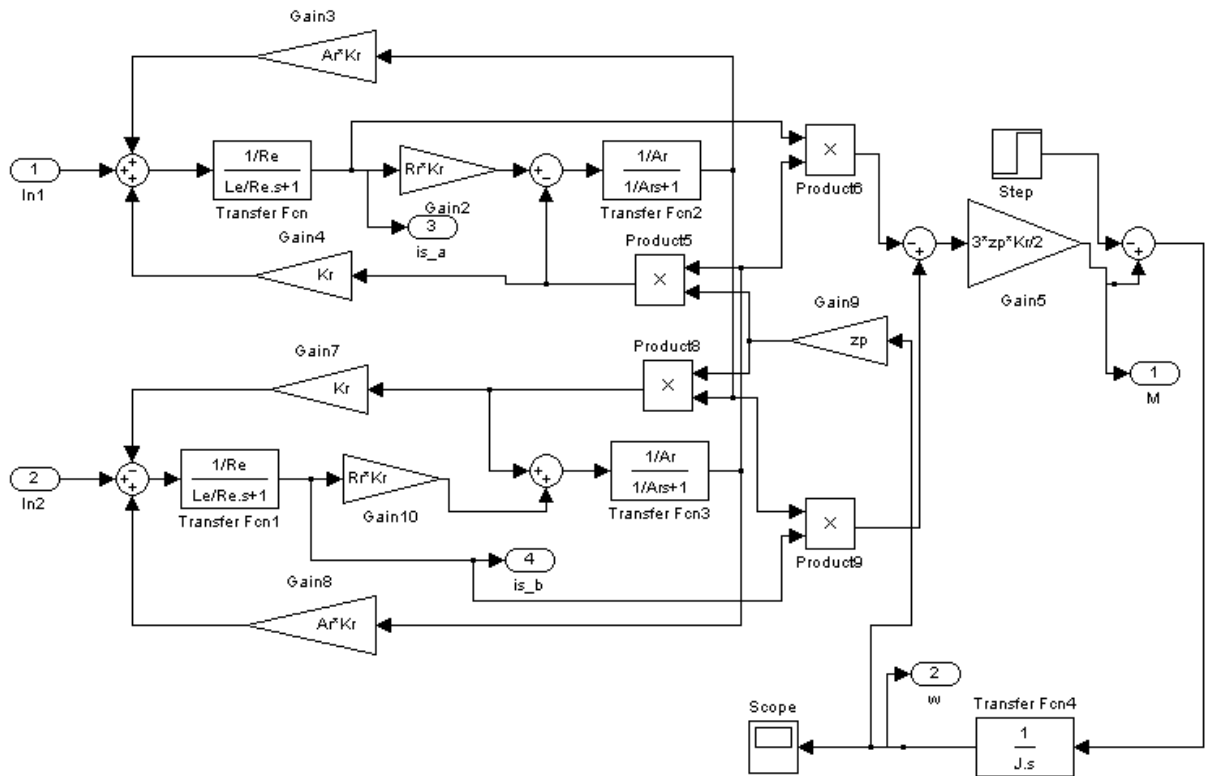 Gain3
Ar*Kr
1
In1
1/Re
Le/Re.s+1
Transfer Fcn
Rr*Kr
Gain2
3
is_a
1/Ar
1/Ars+1
Transfer Fcn2
×
Product6
Step
3*zp*Kr/2
Gain5
Gain4
Kr
Product5
×
Gain9
zp
1
M
Gain7
Kr
Product8
×
2
In2
1/Re
Le/Re.s+1
Transfer Fcn1
Rr*Kr
Gain10
1/Ar
1/Ars+1
Transfer Fcn3
×
Product9
4
is_b
Gain8
Ar*Kr
2
w
Scope
Transfer Fcn4
1
J.s